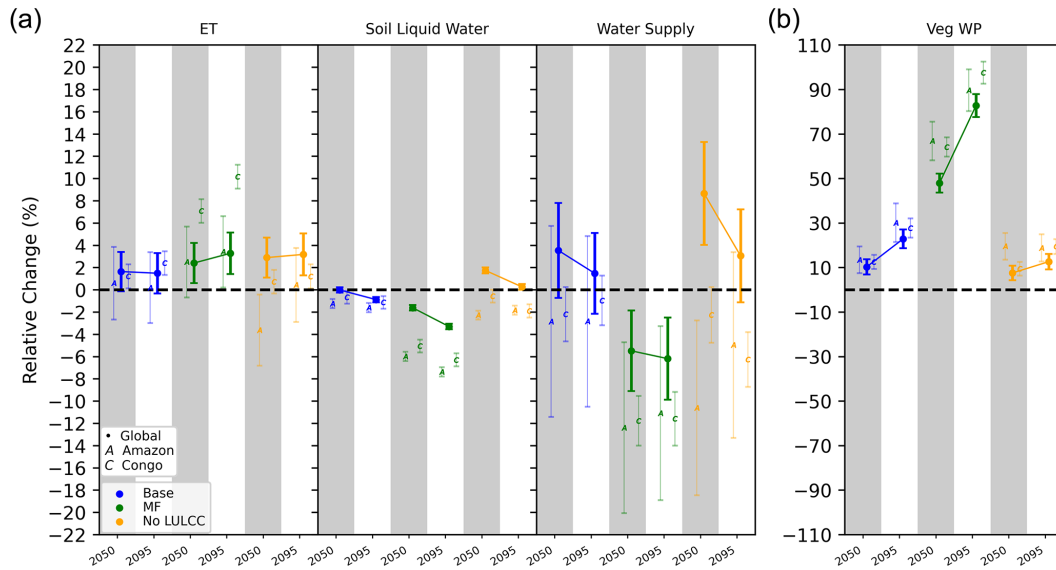 (a)
(b)
ET
Soil Liquid Water
Water Supply
Veg WP
Relative Change (%)
22
20
18
16
14
12
10
8
6
4
2
0
−2
−4
−6
−8
−10
−12
−14
−16
−18
−20
−22
110
90
70
50
30
10
−10
−30
−50
−70
−90
−110
Global
A Amazon
C Congo
Base
MF
No LULCC
2050 2095 2050 2095 2050 2095 2050 2095 2050 2095 2050 2095 2050 2095 2050 2095 2050 2095
2050 2095 2050 2095 2050 2095